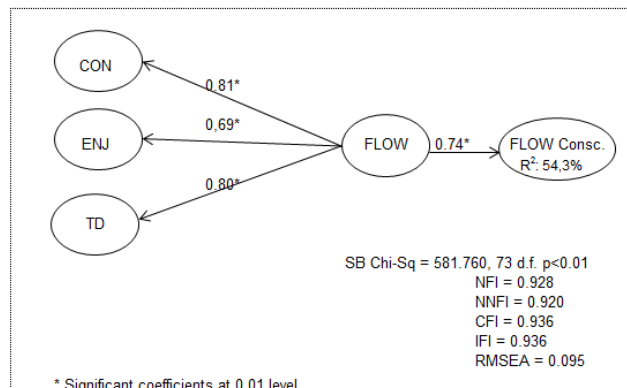 CON
0.81*
ENJ
0,69*
FLOW
0.74*
FLOW Consc.
R²: 54,3%
0.80*
TD
SB Chi-Sq = 581.760, 73 d.f. p<0.01
NFI = 0.928
NNFI = 0.920
CFI = 0.936
IFI = 0.936
RMSEA = 0.095
* Significant coefficients at 0.01 level